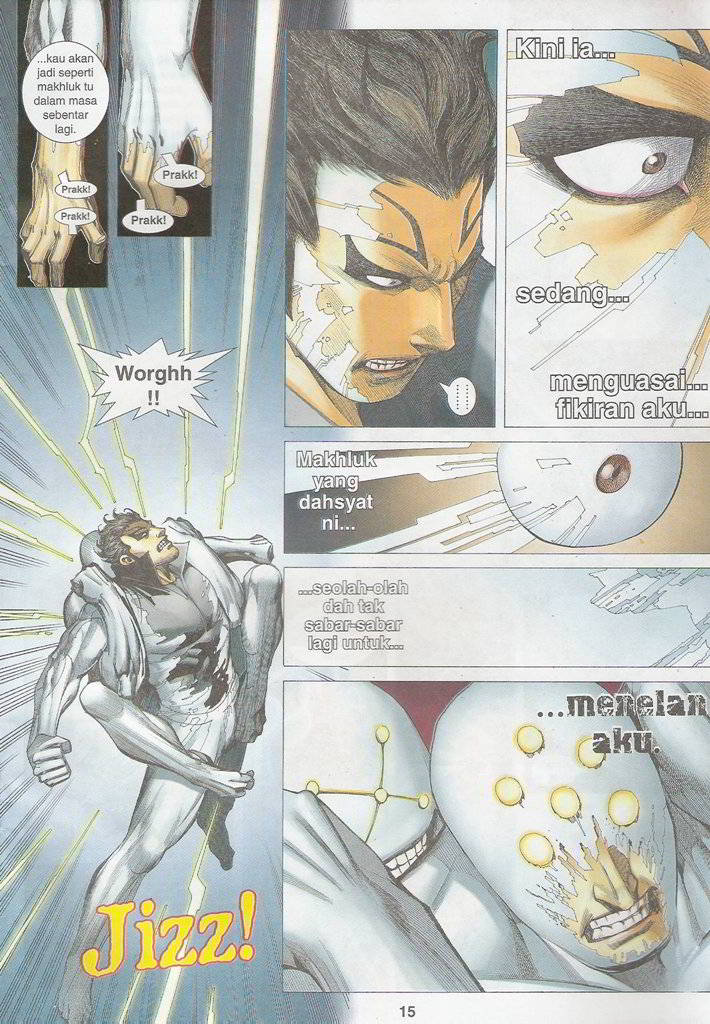 ...kau akan
jadi seperti
makhluk tu
dalam masa
sebentar
lagi.
Prakk!
Prakk!
Prakk!
Prakk!
Worghh
!!
Jizz!
Kini ia...
sedang...
menguasai...
fikiran aku...
Makhluk
yang
dahsyat
ni...
...seolah-olah
dah tak
sabar-sabar
lagi untuk...
...menelan
aku.
15